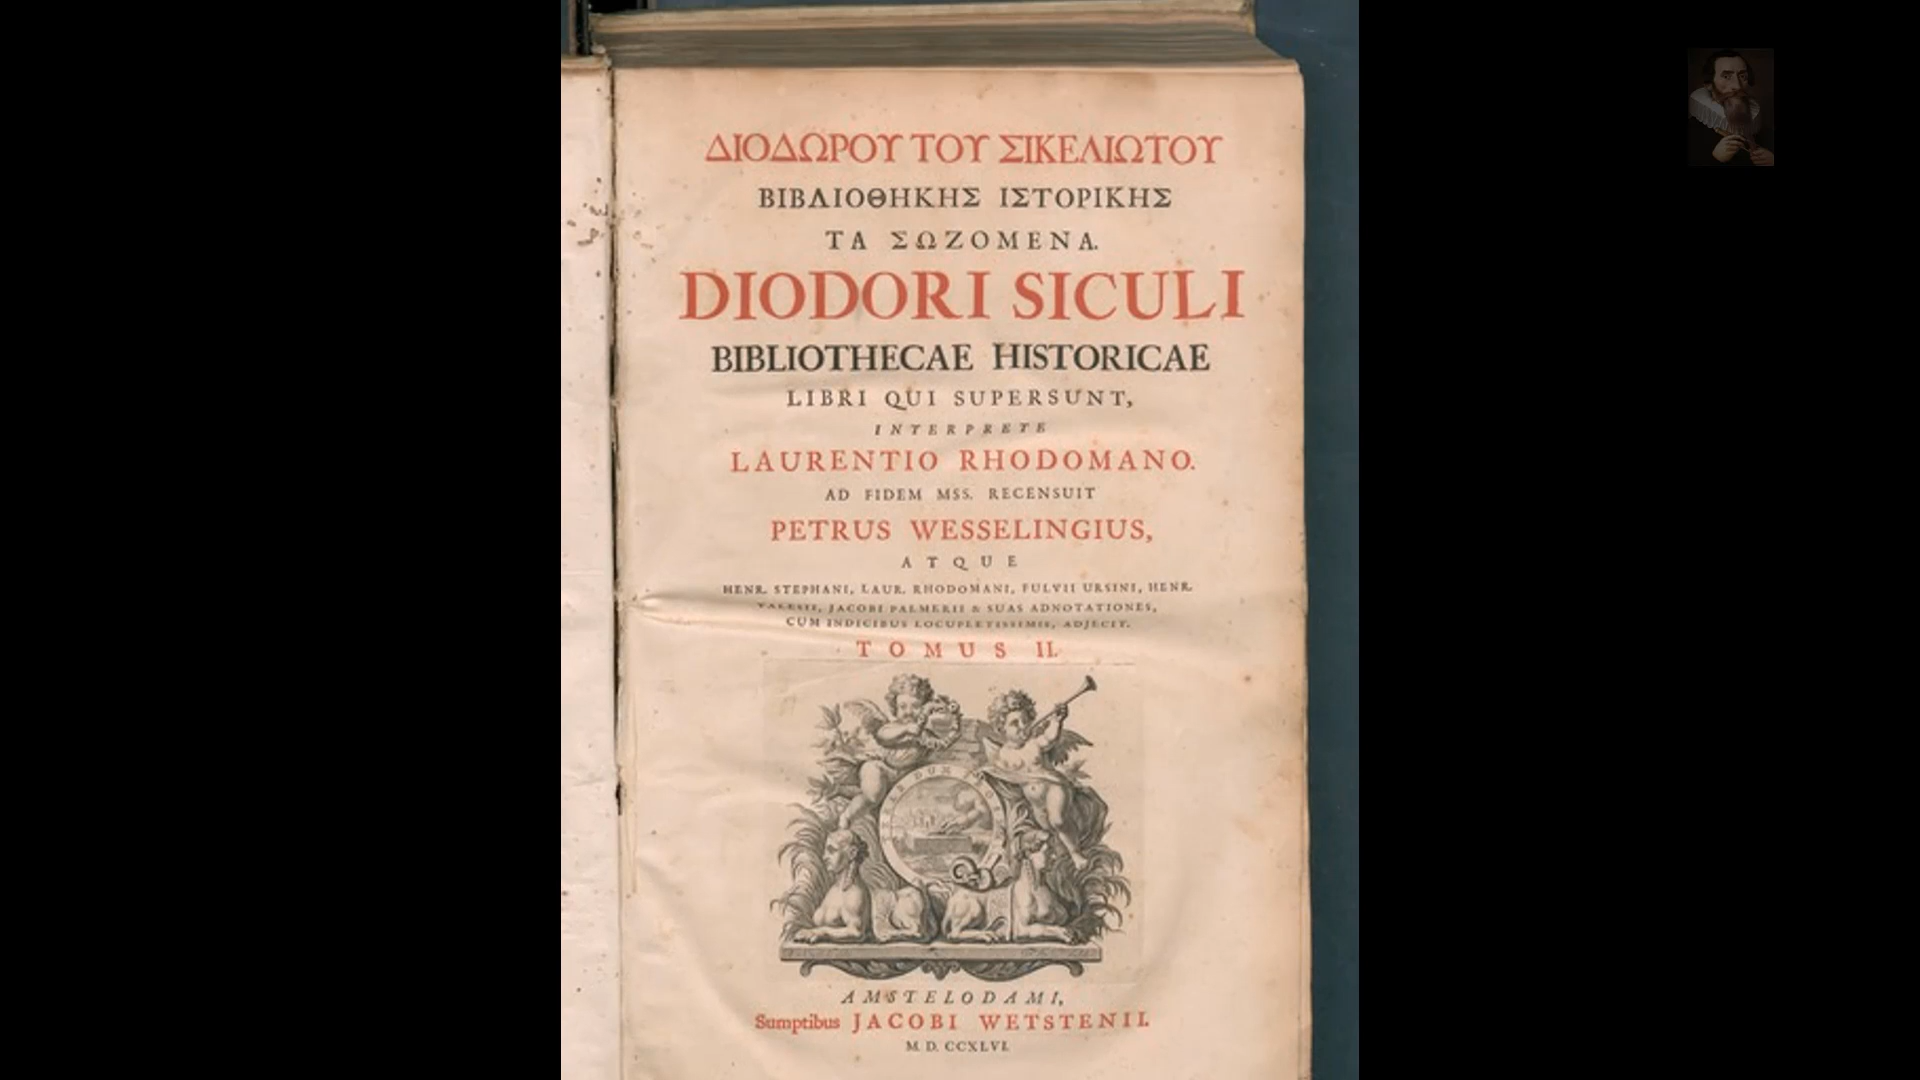 ΔΙΟΔΩΡΟΥ ΤΟΥ ΣΙΚΕΛΙΩΤΟΥ
ΒΙΒΛΙΟΘΗΚΗΣ ΙΣΤΟΡΙΚΗΣ
ΤΑ ΣΩΖΟΜΕΝΑ.
DIODORI SICULI
BIBLIOTHECAE HISTORICAE
LIBRI QUI SUPERSUNT,
INTERPRETE
LAURENTIO RHODOMANO.
AD FIDEM MSS. RECENSUIT
PETRUS WESSELINGIUS,
ATQUE
HENR. STEPHANI, LAUR. RHODOMANI, FULVII URSINI, HENR.
VALESII, JACOBI PALMERII & SUAS ADNOTATIONES,
CUM INDICIBUS LOCUPLETISSIMIS, ADJECIT.
TOMUS II.
DUM
AMSTELODAMI,
Sumptibus JACOBI WETSTENII.
M. D. CCXLVI.